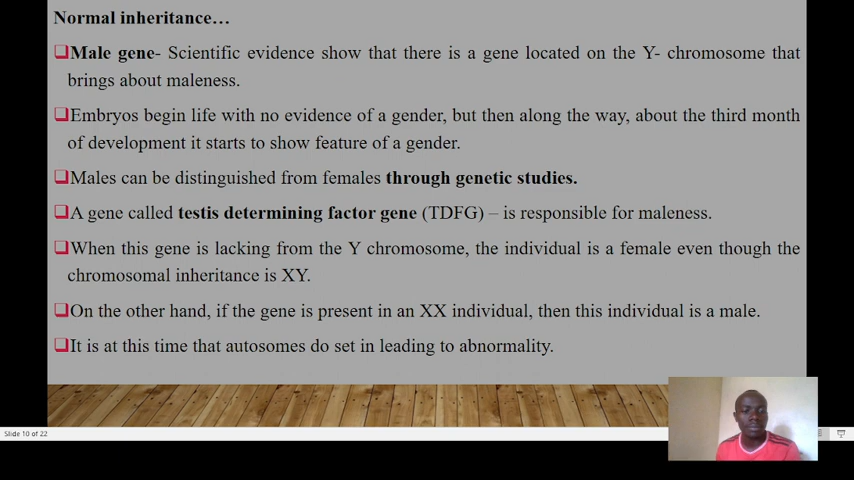 Normal inheritance…
❑Male gene- Scientific evidence show that there is a gene located on the Y- chromosome that
brings about maleness.
❑Embryos begin life with no evidence of a gender, but then along the way, about the third month
of development it starts to show feature of a gender.
❑Males can be distinguished from females through genetic studies.
❑A gene called testis determining factor gene (TDFG) – is responsible for maleness.
❑When this gene is lacking from the Y chromosome, the individual is a female even though the
chromosomal inheritance is XY.
❑On the other hand, if the gene is present in an XX individual, then this individual is a male.
❑It is at this time that autosomes do set in leading to abnormality.
Slide 10 of 22